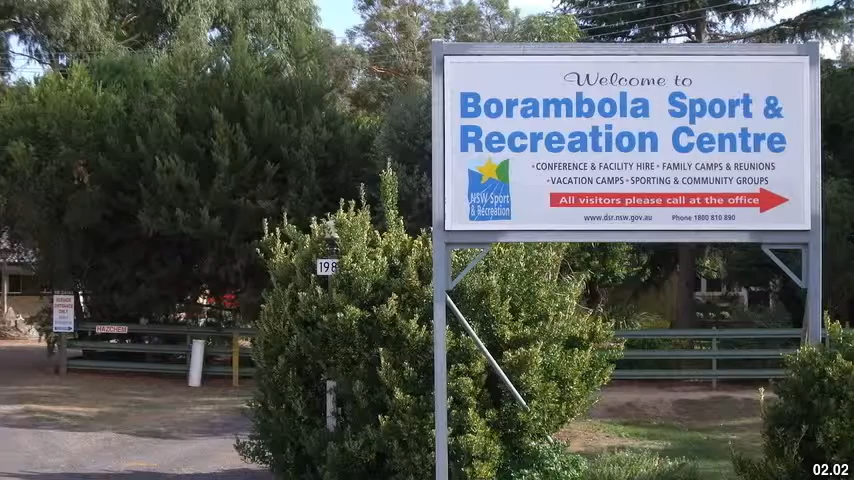 Welcome to
Borambola Sport &
Recreation Centre
•CONFERENCE & FACILITY HIRE • FAMILY CAMPS & REUNIONS
•VACATION CAMPS • SPORTING & COMMUNITY GROUPS
NSW Sport
& Recreation
All visitors please call at the office
www.dsr.nsw.gov.au Phone 1800 810 890
198
HAZCHEM
ONLY
02.02